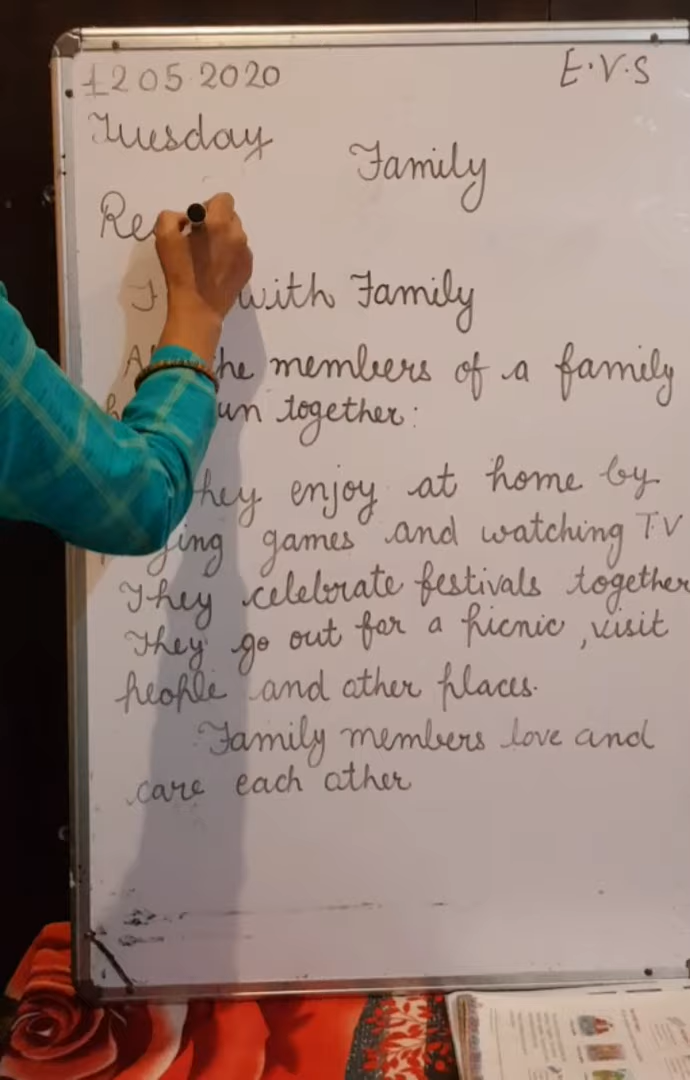 12.05.2020
E.V.S
Tuesday
Family
with Family
the members of a family
together:
enjoy at home by
games and watching TV
They celebrate festivals together
They go out for a picnic, visit
people and other places.
Family members love and
care each other